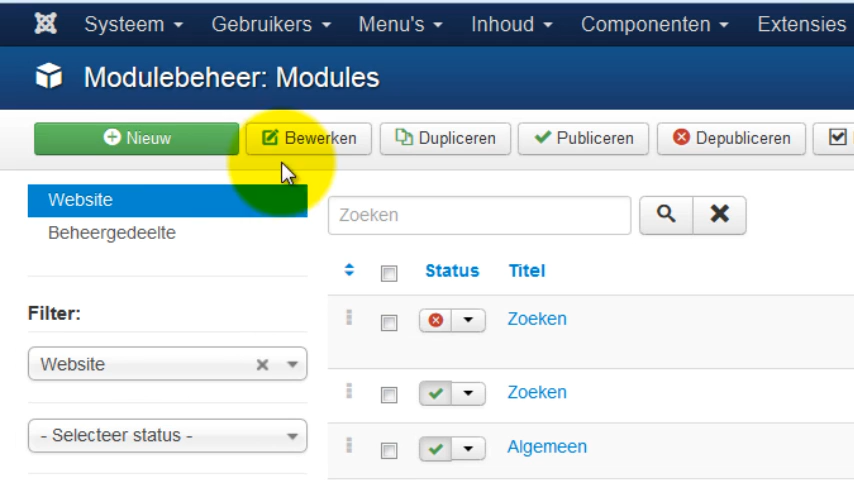 Systeem Gebruikers Menu's Inhoud Componenten Extensies
Modulebeheer: Modules
Nieuw Bewerken Dupliceren Publiceren Depubliceren
Website
Beheergedeelte
Zoeken
Status Titel
Filter:
Zoeken
Website
Zoeken
- Selecteer status -
Algemeen